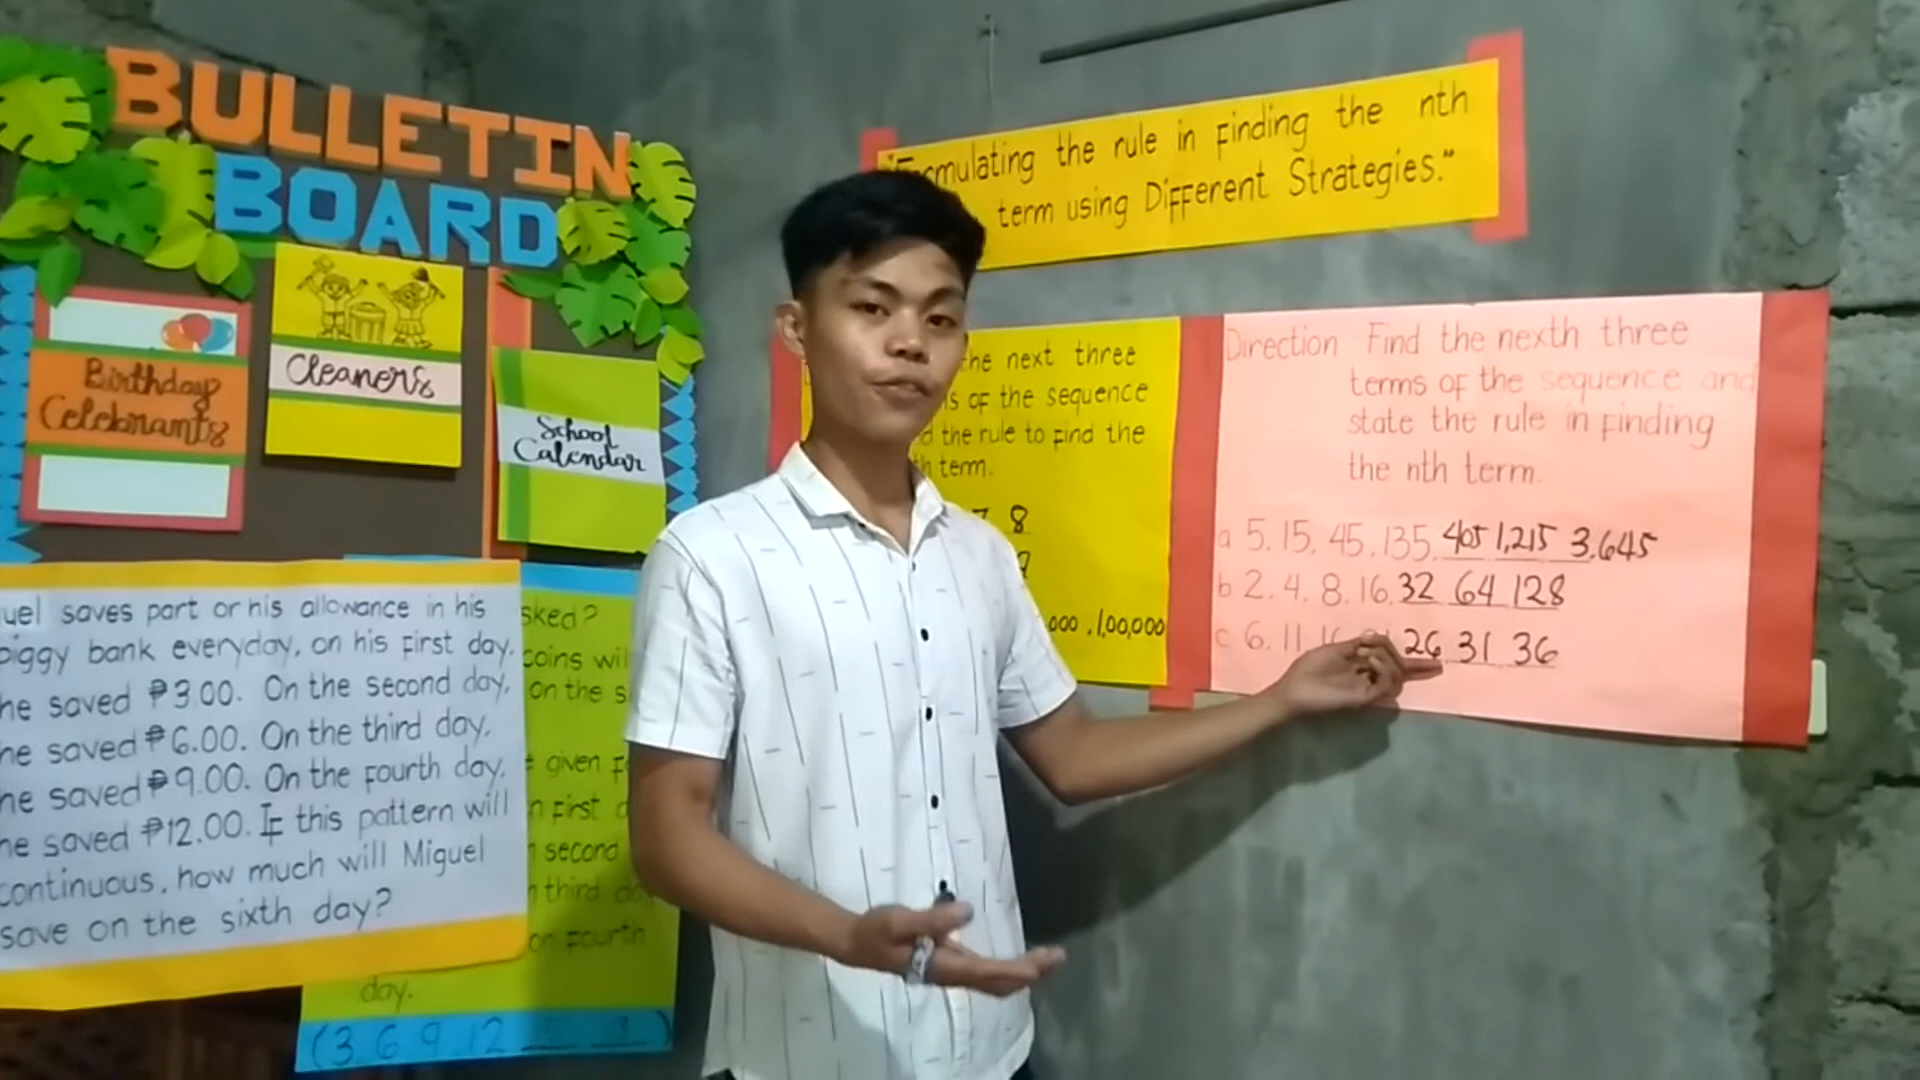 BULLETIN
BOARD
Birthday
Celebrants
Cleaners
School
Calendar
saves part or his allowance in his
piggy bank everyday, on his first day.
he saved ₱3.00. On the second day,
he saved ₱6.00. On the third day,
he saved ₱9.00. On the fourth day,
he saved ₱12.00. If this pattern will
continuous, how much will Miguel
save on the sixth day?
coins
on the
given
first
second
third
on fourth
day.
(3 6 9 12 __ __)
the rule in finding the nth
term using Different Strategies."
the next three
of the sequence
the rule to find the
term.
7 8
1,00,000
Direction Find the nexth three
terms of the sequence and
state the rule in finding
the nth term.
a 5, 15, 45, 135, 405 1,215 3,645
b 2, 4, 8, 16, 32 64 128
c 6, 11, 16, 26 31 36